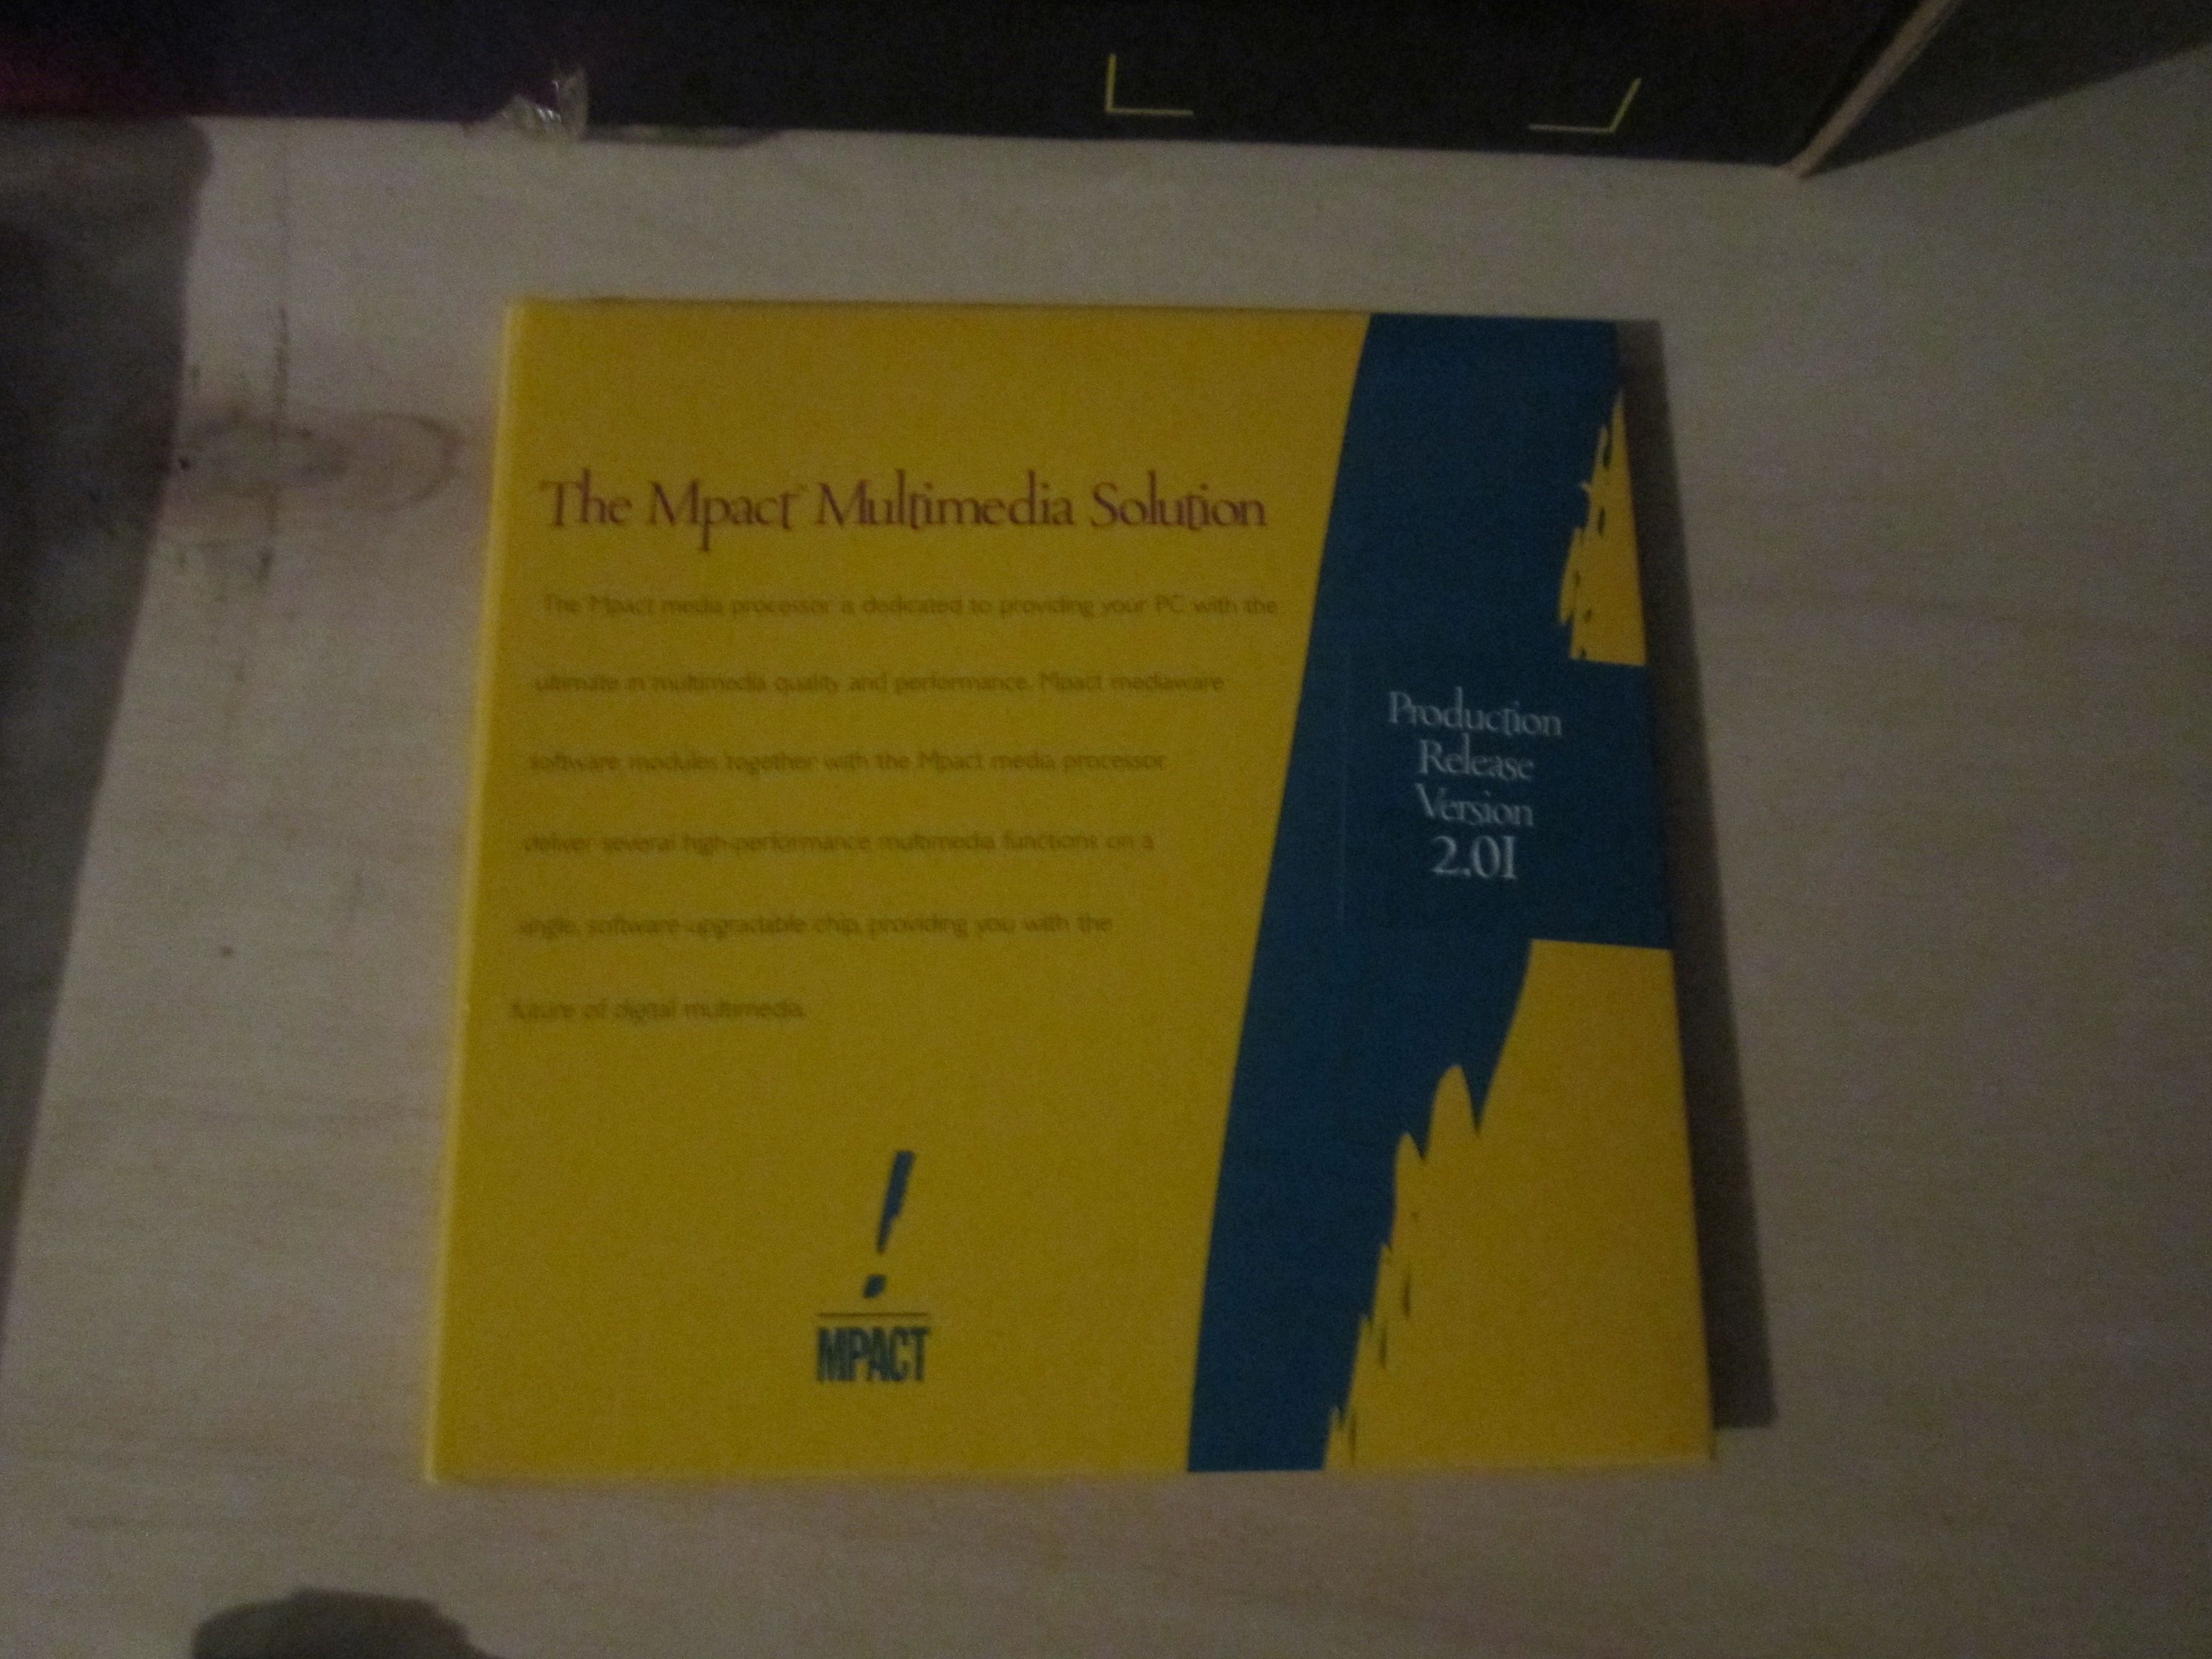 The Mpact™ Multimedia Solution
The Mpact media processor is dedicated to providing your PC with the
ultimate in multimedia quality and performance. Mpact mediaware
software modules together with the Mpact media processor
deliver several high-performance multimedia functions on a
single, software-upgradable chip, providing you with the
future of digital multimedia.
Production
Release
Version
2.01
!
MPACT